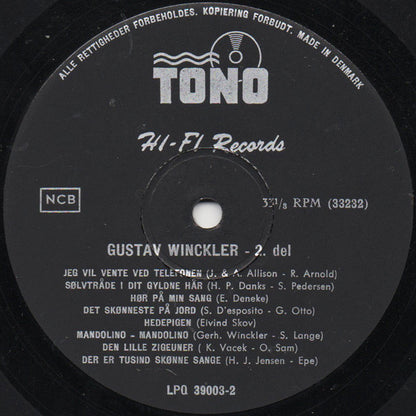 ALLE RETTIGHEDER FORBEHOLDES. KOPIERING FORBUDT. MADE IN DENMARK
TONO
HI-FI Records
NCB
33 1/3 RPM (33232)
GUSTAV WINCKLER - 2. del
JEG VIL VENTE VED TELEFONEN (J. & A. Allison - R. Arnold)
SØLVTRÅDE I DIT GYLDNE HÅR (H. P. Danks - S. Pedersen)
HØR PÅ MIN SANG (E. Deneke)
DET SKØNNESTE PÅ JORD (S. D'esposito - G. Otto)
HEDEPIGEN (Eivind Skov)
MANDOLINO - MANDOLINO (Gerh. Winckler - S. Lange)
DEN LILLE ZIGEUNER ( K. Vacek - O. Sam)
DER ER TUSIND SKØNNE SANGE (H. J. Jensen - Epe)
LPQ 39003-2